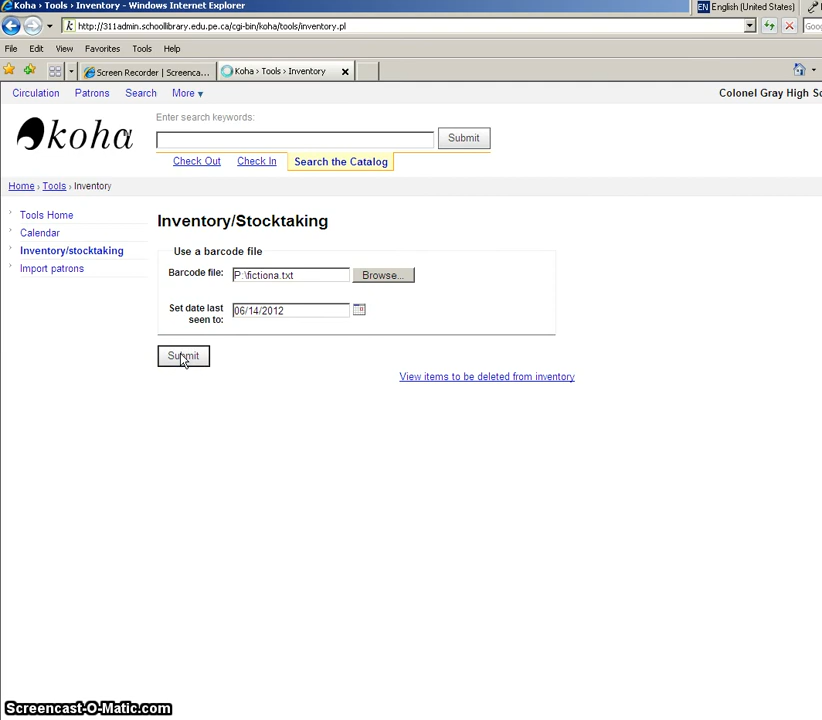 Koha › Tools › Inventory - Windows Internet Explorer
EN English (United States)
http://311admin.schoollibrary.edu.pe.ca/cgi-bin/koha/tools/inventory.pl
File Edit View Favorites Tools Help
Screen Recorder | Screenca... Koha › Tools › Inventory
Circulation Patrons Search More ▼ Colonel Gray High Sc
koha
Enter search keywords:
Submit
Check Out Check In Search the Catalog
Home › Tools › Inventory
Tools Home
Calendar
Inventory/stocktaking
Import patrons
Inventory/Stocktaking
Use a barcode file
Barcode file: P:\fictiona.txt Browse...
Set date last seen to: 06/14/2012
Submit
View items to be deleted from inventory
Screencast-O-Matic.com